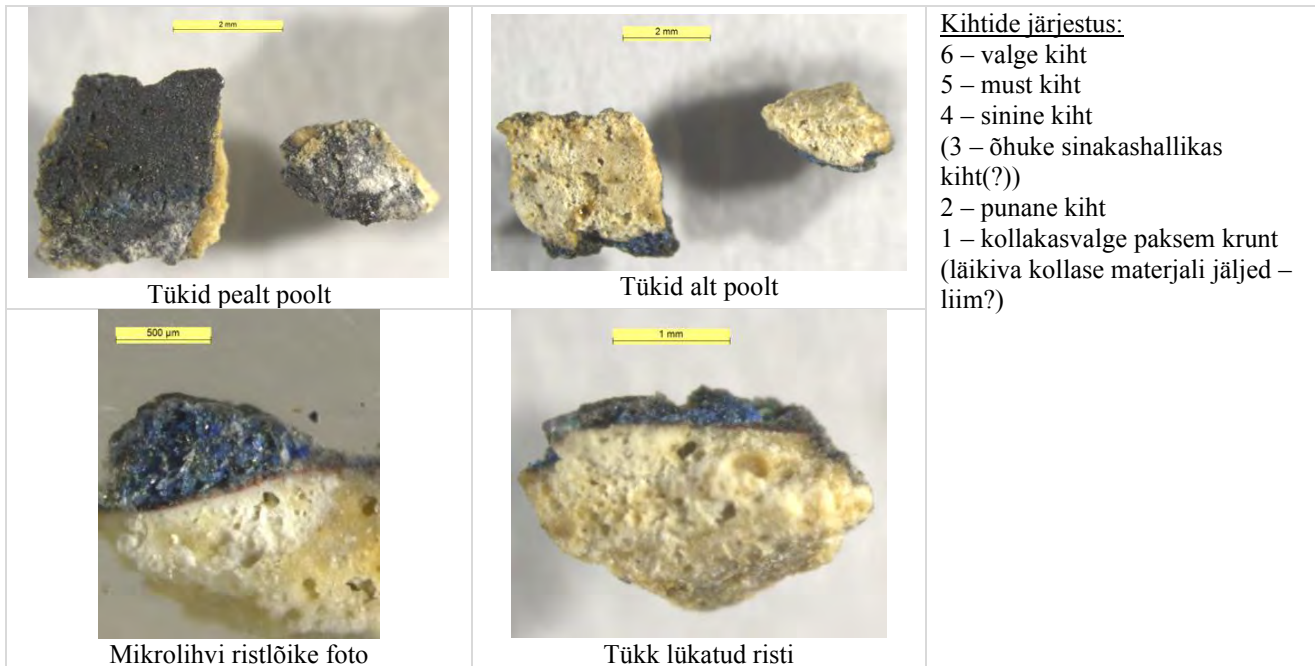 2 mm
Tükid pealt poolt
2 mm
Tükid alt poolt
Kihtide järjestus:
6 – valge kiht
5 – must kiht
4 – sinine kiht
(3 – õhuke sinakashallikas
kiht(?))
2 – punane kiht
1 – kollakasvalge paksem krunt
(läikiva kollase materjali jäljed –
liim?)
500 µm
Mikrolihvi ristlõike foto
1 mm
Tükk lükatud risti